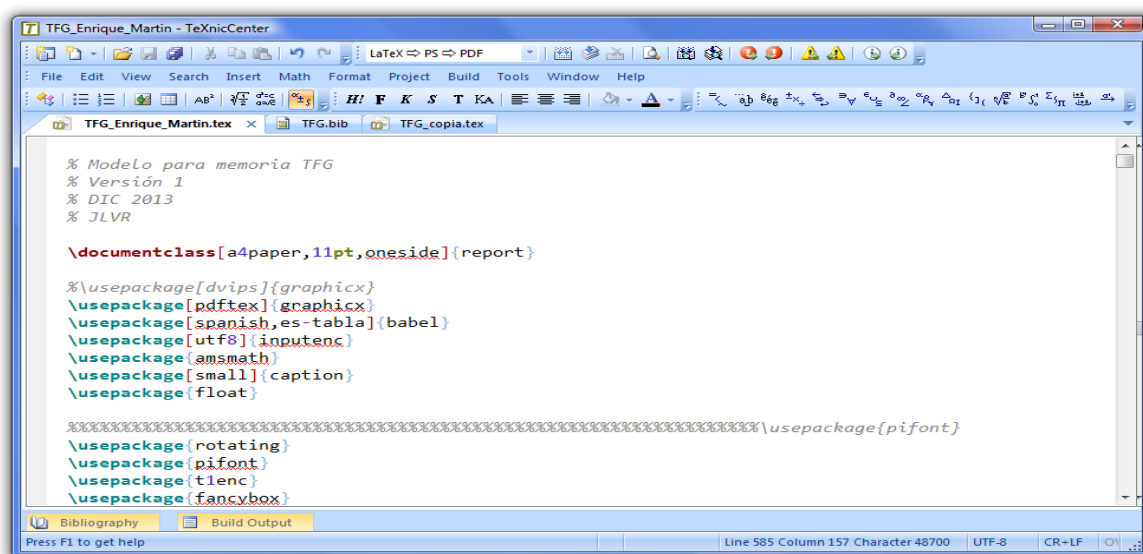 TFG_Enrique_Martin - TeXnicCenter
LaTeX ⇨ PS ⇨ PDF
File Edit View Search Insert Math Format Project Build Tools Window Help
H! F K S T KA
TFG_Enrique_Martin.tex × TFG.bib TFG_copia.tex
% Modelo para memoria TFG
% Versión 1
% DIC 2013
% JLVR
\documentclass[a4paper,11pt,oneside]{report}
%\usepackage[dvips]{graphicx}
\usepackage[pdftex]{graphicx}
\usepackage[spanish,es-tabla]{babel}
\usepackage[utf8]{inputenc}
\usepackage{amsmath}
\usepackage[small]{caption}
\usepackage{float}
%%%%%%%%%%%%%%%%%%%%%%%%%%%%%%%%%%%%%%%%%%%%%%%%%%%%%%%%%%%%%%%%%\usepackage{pifont}
\usepackage{rotating}
\usepackage{pifont}
\usepackage{t1enc}
\usepackage{fancybox}
Bibliography Build Output
Press F1 to get help Line 585 Column 157 Character 48700 UTF-8 CR+LF